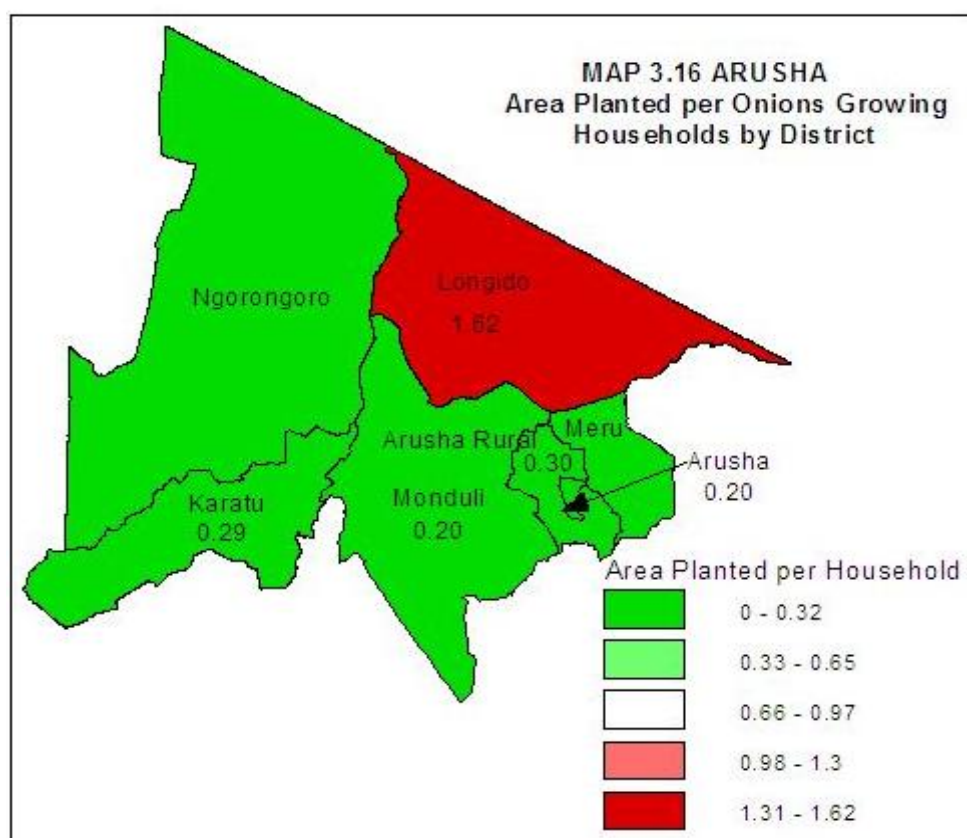 MAP 3.16 ARUSHA
Area Planted per Onions Growing
Households by District
Ngorongoro
Longido
1.62
Meru
Arusha Rural
0.30
Arusha
0.20
Karatu
0.29
Monduli
0.20
Area Planted per Household
0 - 0.32
0.33 - 0.65
0.66 - 0.97
0.98 - 1.3
1.31 - 1.62